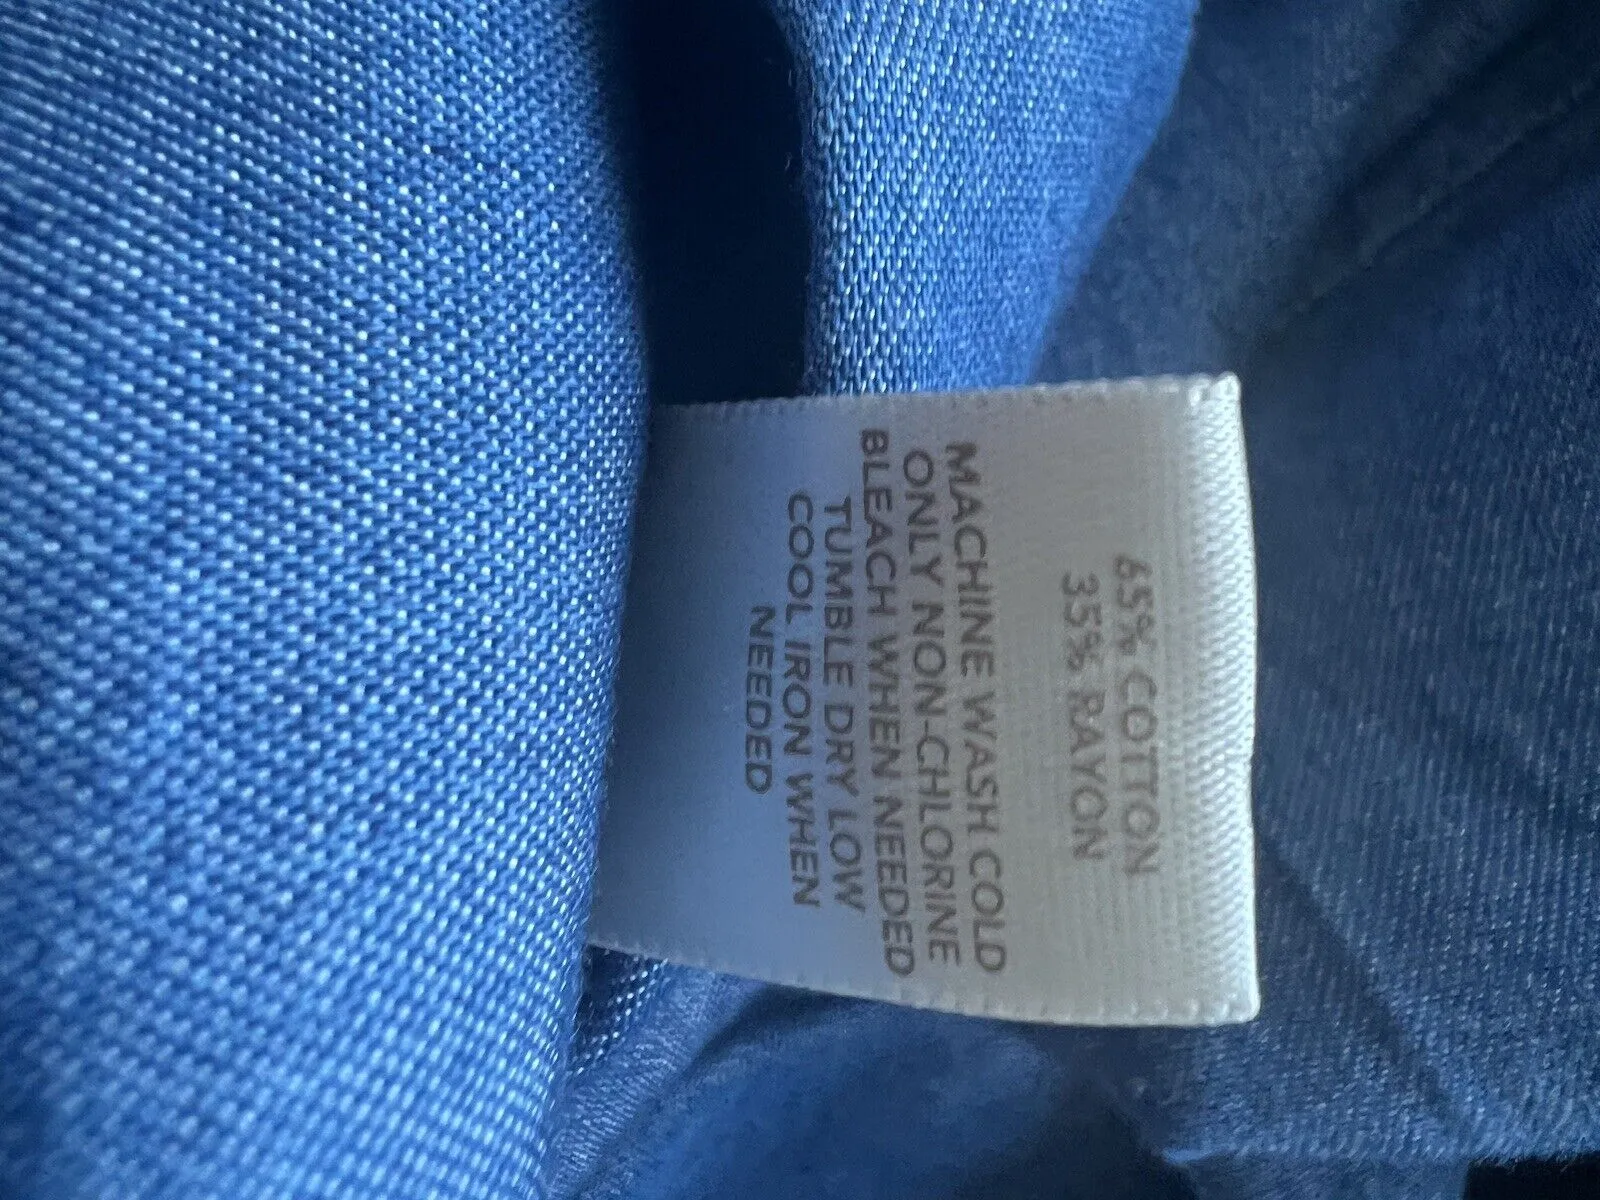 65% COTTON
35% RAYON
MACHINE WASH COLD
ONLY NON-CHLORINE
BLEACH WHEN NEEDED
TUMBLE DRY LOW
COOL IRON WHEN
NEEDED